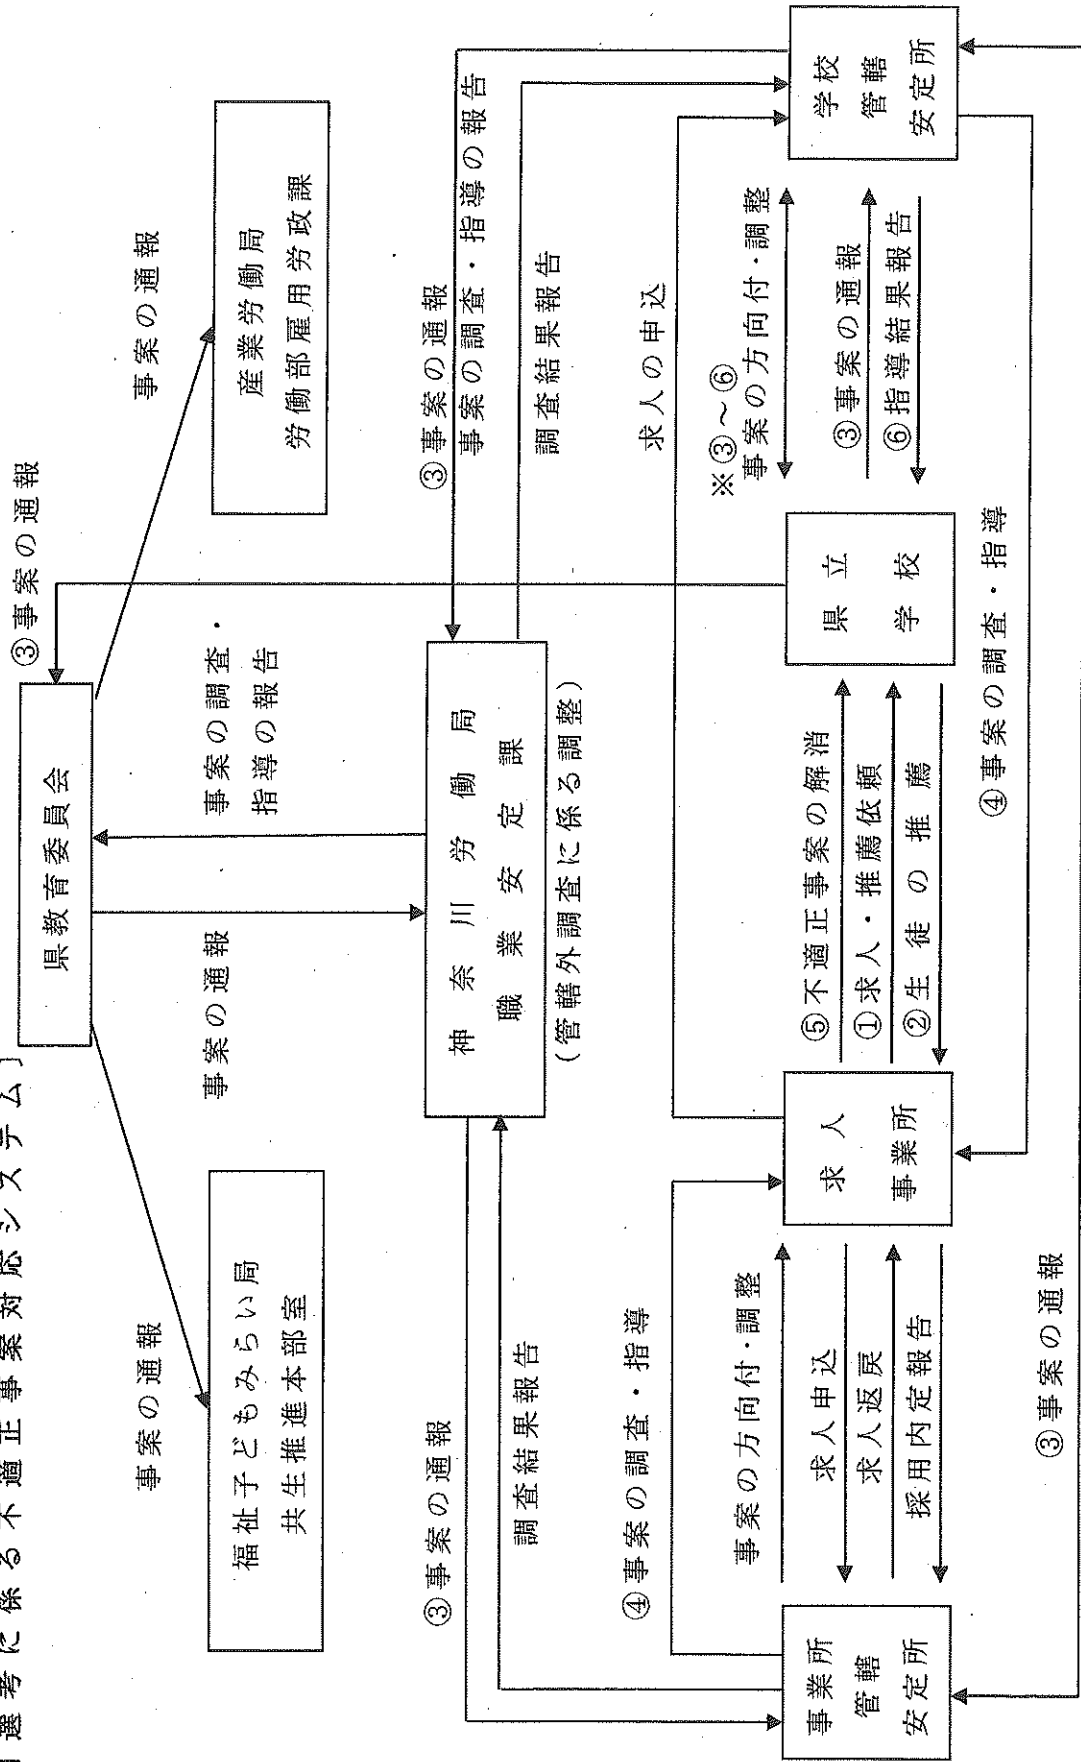 選考に係る不適正事案対応システム］
③事案の通報
県教育委員会
事案の通報
事案の通報
福祉子どもみらい局
共生推進本部室
産業労働局
労働部雇用労政課
事案の通報
事案の調査・
指導の報告
神奈川労働局
職業安定課
（管轄外調査に係る調整）
③事案の通報
調査結果報告
③事案の通報
事案の調査・指導の報告
調査結果報告
④事案の調査・指導
求人の申込
事案の方向付・調整
求人申込
求人返戻
採用内定報告
⑤不適正事案の解消
①求人・推薦依頼
②生徒の推薦
※③～⑥
事案の方向付・調整
③事案の通報
⑥指導結果報告
事業所
管轄
安定所
求人
事業所
県立
学校
学校
管轄
安定所
④事案の調査・指導
③事案の通報